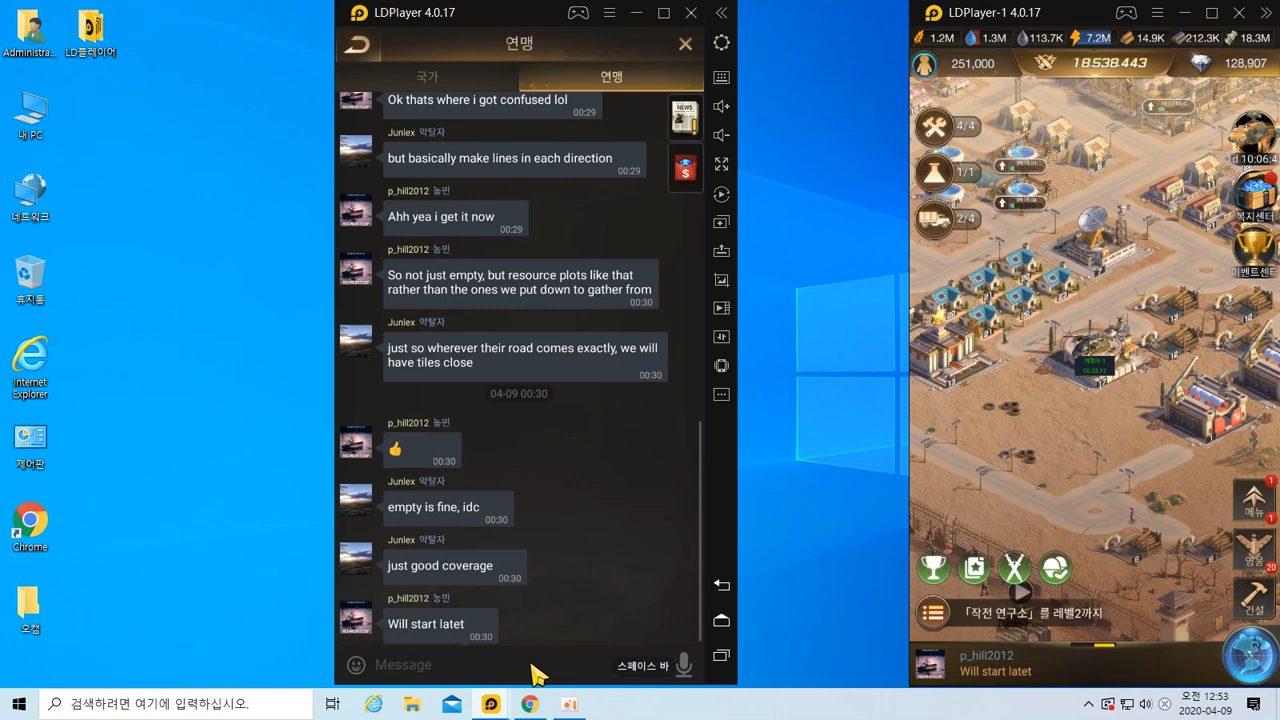 Administra...
LD플레이어
내 PC
네트워크
휴지통
Internet
Explorer
제어판
Chrome
오캠
LDPlayer 4.0.17
연맹
국가
연맹
NEWS
Ok thats where i got confused lol
00:29
Junlex 약탈자
but basically make lines in each direction
00:29
p_hill2012 농민
Ahh yea i get it now
00:29
p_hill2012 농민
So not just empty, but resource plots like that
rather than the ones we put down to gather from
00:30
Junlex 약탈자
just so wherever their road comes exactly, we will
have tiles close
00:30
04-09 00:30
p_hill2012 농민
00:30
Junlex 약탈자
empty is fine, idc
00:30
Junlex 약탈자
just good coverage
00:30
p_hill2012 농민
Will start latet
00:30
Message
스페이스 바
LDPlayer-1 4.0.17
1.2M
1.3M
113.7K
7.2M
14.9K
212.3K
18.3M
251,000
18.538.443
128,907
4/4
1/1
2/4
1d 10:06:4
복지센터
이벤트센터
1
메뉴
1
영웅
20
건설
「작전 연구소」를 레벨2까지
p_hill2012
Will start latet
검색하려면 여기에 입력하십시오.
오전 12:53
2020-04-09